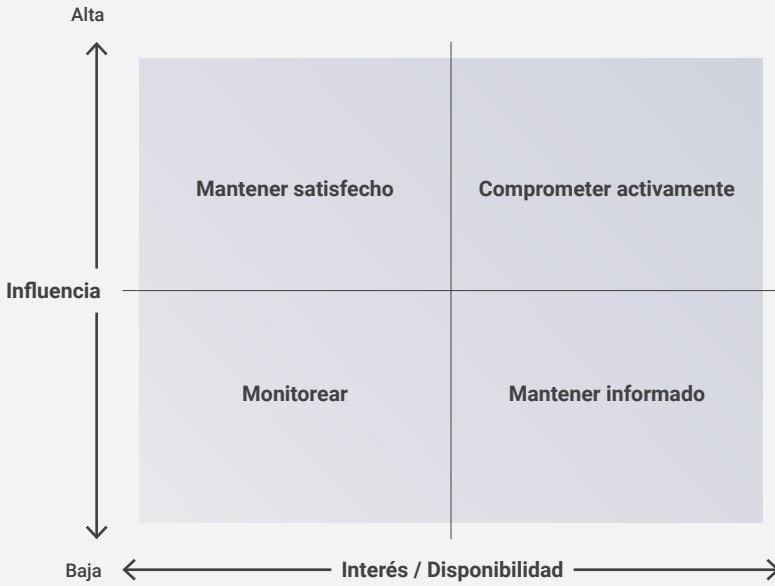 Alta
Mantener satisfecho
Comprometer activamente
Influencia
Monitorear
Mantener informado
Baja
Interés / Disponibilidad